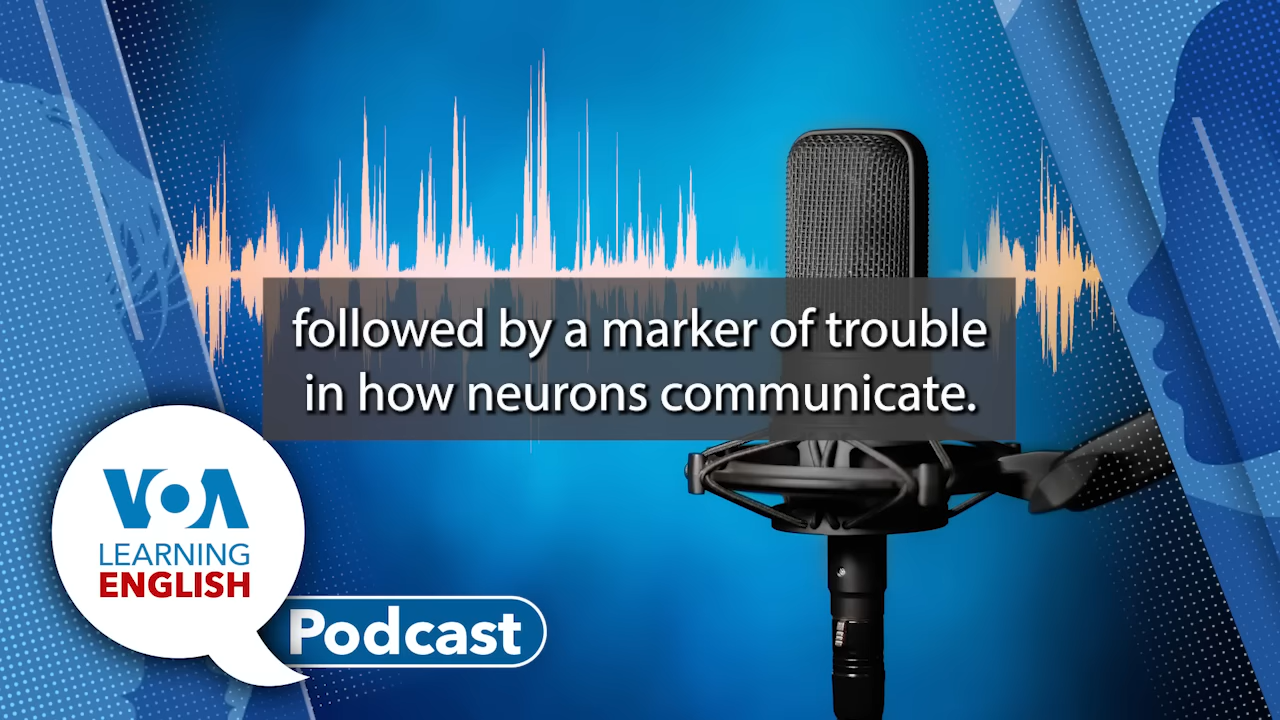 followed by a marker of trouble
in how neurons communicate.
VOA
LEARNING
ENGLISH
Podcast